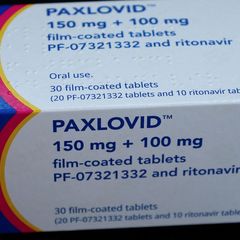 PAXLOVID™
150 mg + 100 mg
film-coated tablets
PF-07321332 and ritonavir
Oral use.
30 film-coated tablets
(20 PF-07321332 tablets and 10 ritonavir tab
PAXLOVID™
150 mg + 100 mg
film-coated tablets
PF-07321332 and ritonavir
30 film-coated tablets
(20 PF-07321332 tablets and 10 ritonavir table